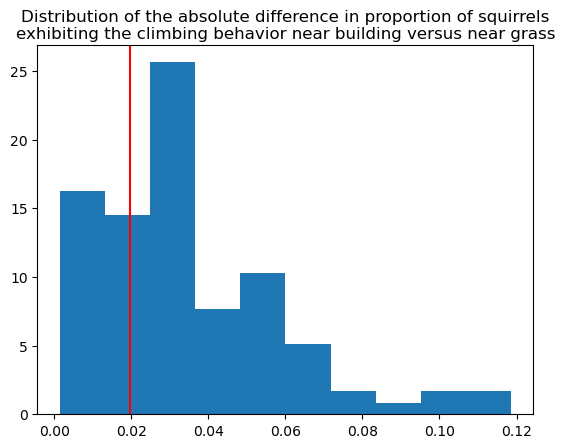 Distribution of the absolute difference in proportion of squirrels
exhibiting the climbing behavior near building versus near grass
25
20
15
10
5
0
0.00 0.02 0.04 0.06 0.08 0.10 0.12